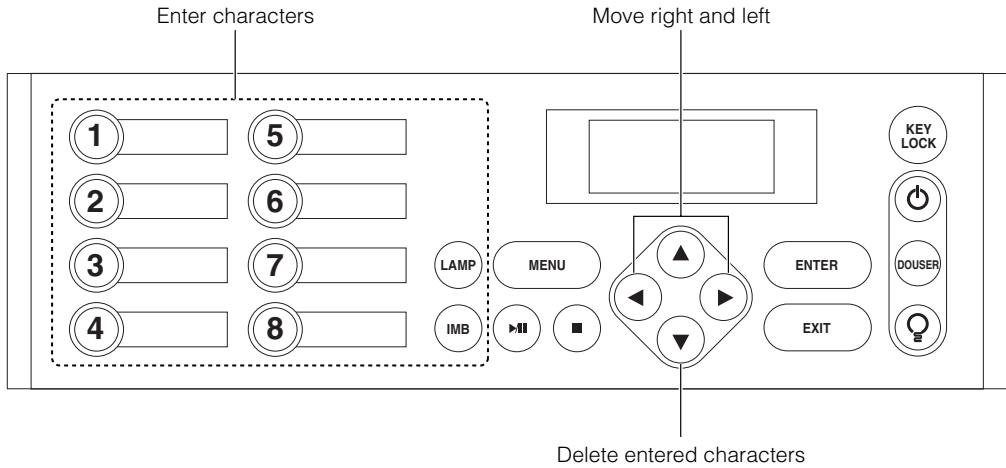 Enter characters
Move right and left
1
5
KEY
LOCK
2
6
3
7
LAMP
MENU
ENTER
DOUSER
4
8
IMB
EXIT
Delete entered characters